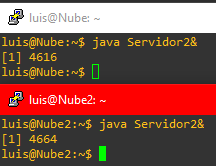 luis@Nube: ~
luis@Nube:~$ java Servidor2&
[1] 4616
luis@Nube:~$
luis@Nube2: ~
luis@Nube2:~$ java Servidor2&
[1] 4664
luis@Nube2:~$